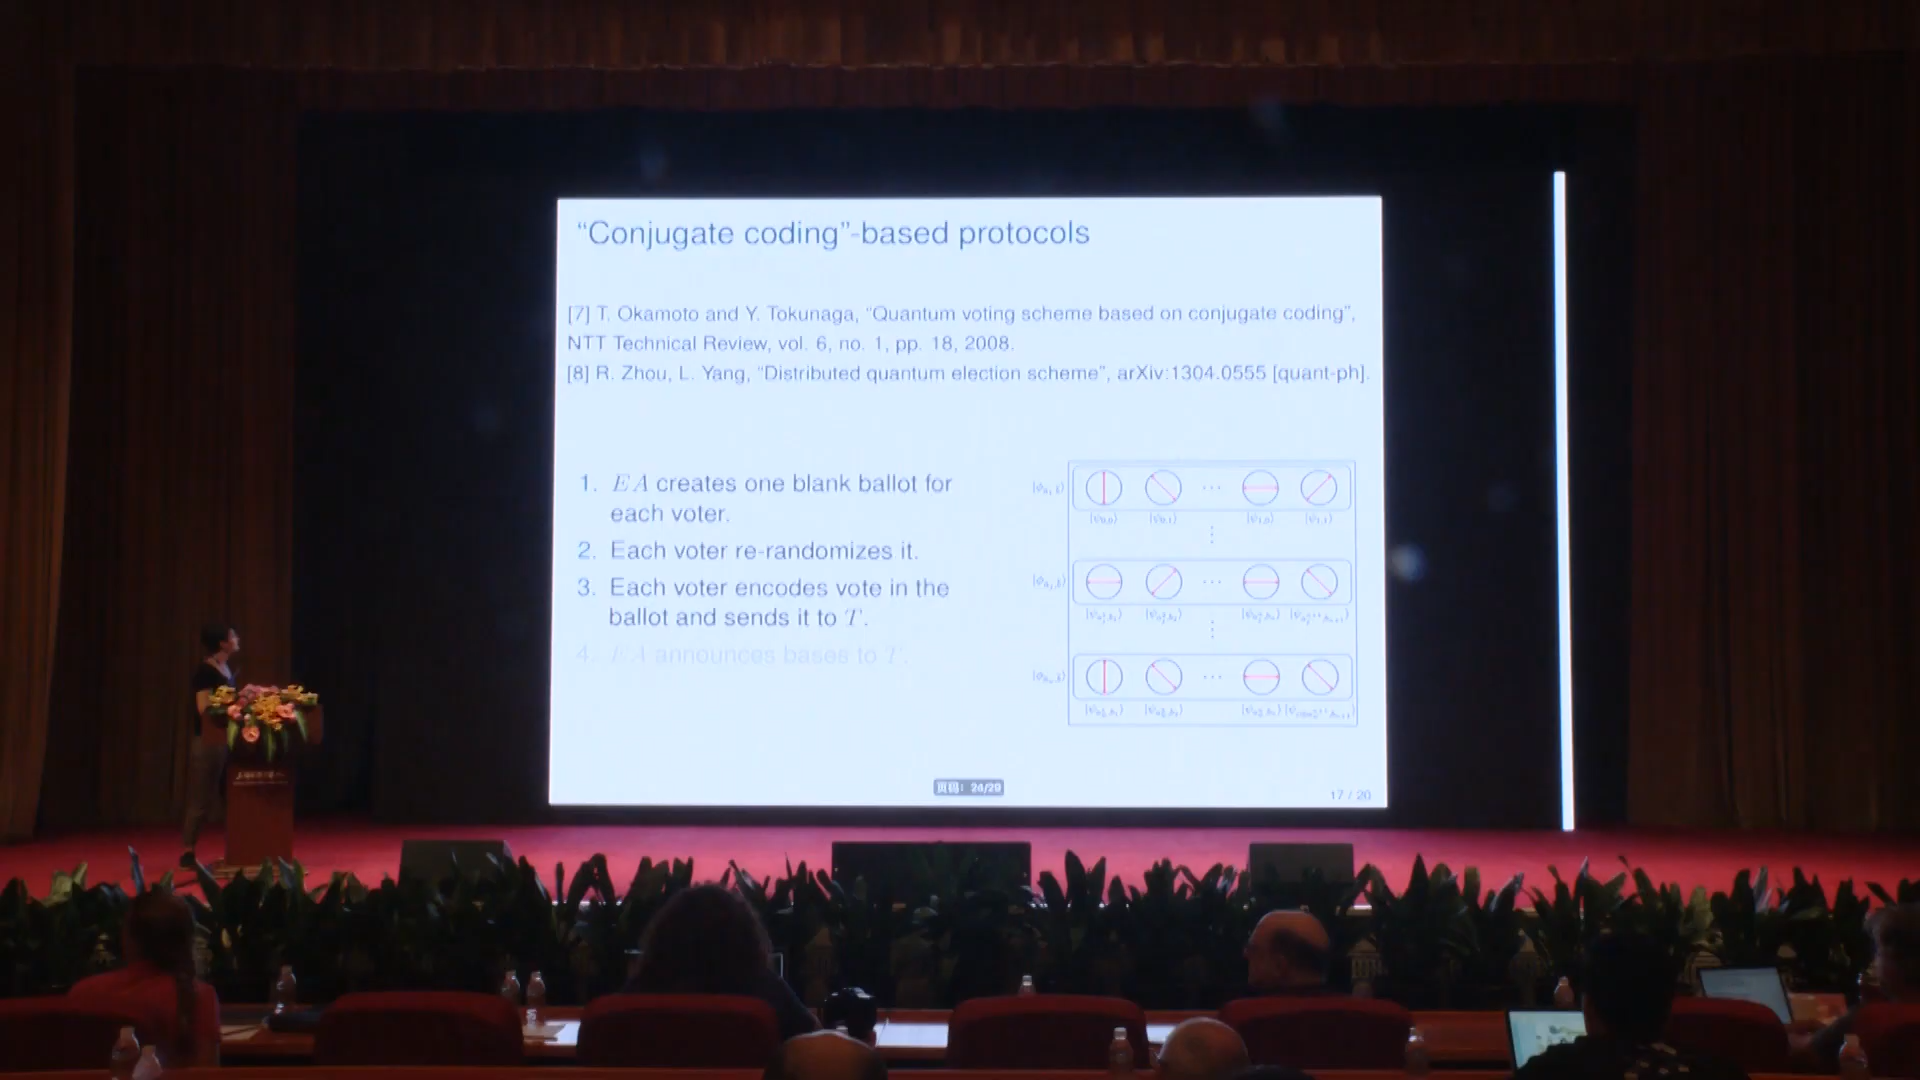 “Conjugate coding”-based protocols
[7] T. Okamoto and Y. Tokunaga, “Quantum voting scheme based on conjugate coding”,
NTT Technical Review, vol. 6, no. 1, pp. 18, 2008.
[8] R. Zhou, L. Yang, “Distributed quantum election scheme”, arXiv:1304.0555 [quant-ph].
1. EA creates one blank ballot for
each voter.
2. Each voter re-randomizes it.
3. Each voter encodes vote in the
ballot and sends it to T.
4. EA announces bases to T.
页码: 24/29
17 / 20